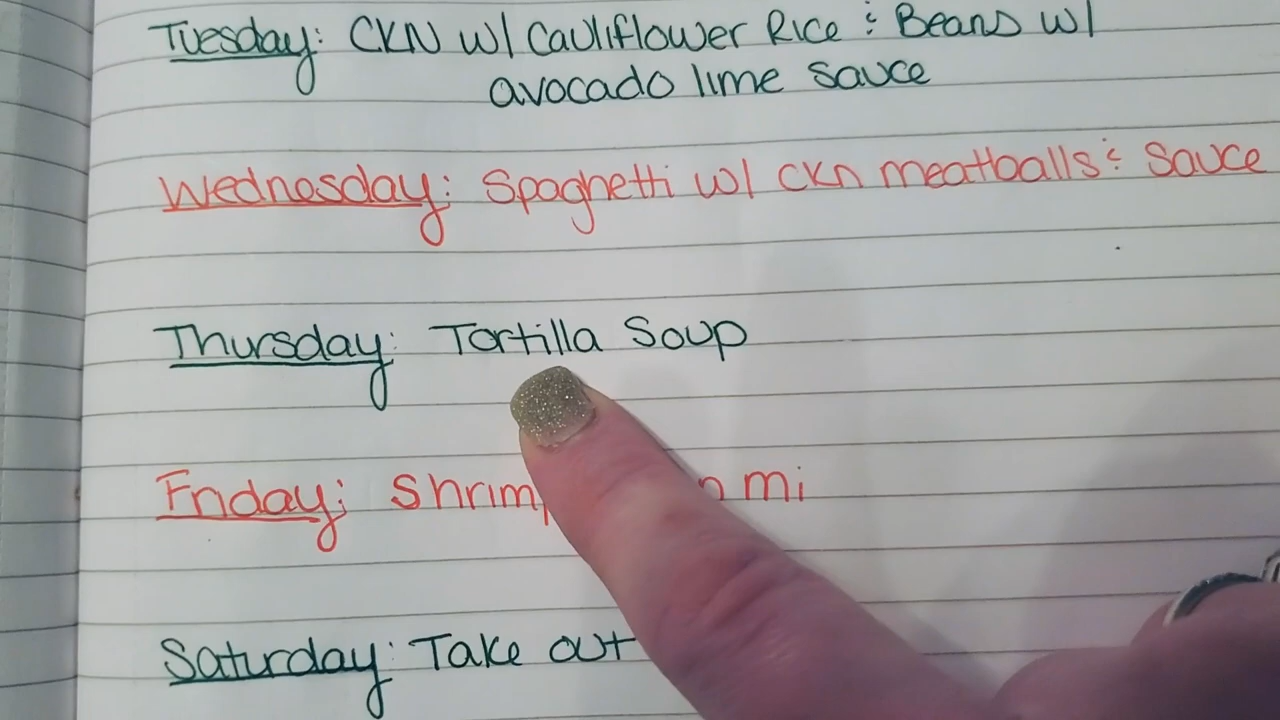 Tuesday: CKN w/ Cauliflower Rice & Beans w/
avocado lime sauce
Wednesday: Spaghetti w/ ckn meatballs & Sauce
Thursday: Tortilla Soup
Friday: Shrimp mi
Saturday: Take out